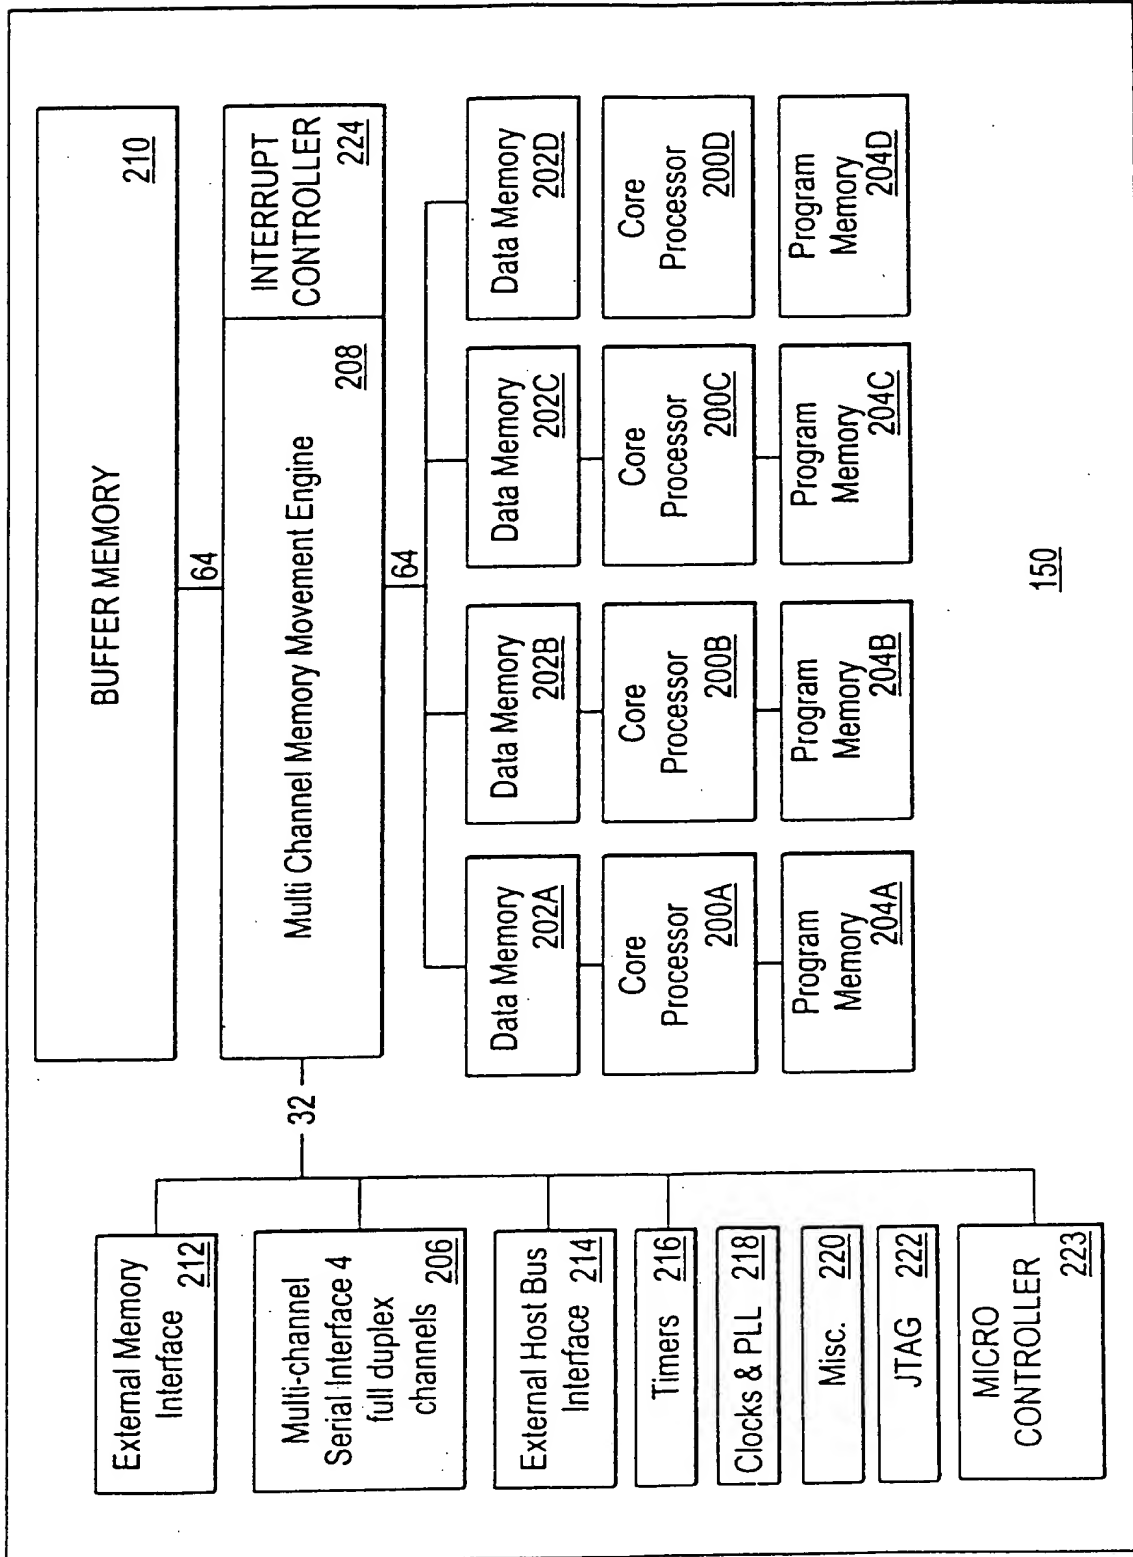 BUFFER MEMORY
210
64
Multi Channel Memory Movement Engine
208
INTERRUPT
CONTROLLER
224
32
64
External Memory
Interface 212
Multi-channel
Serial Interface 4
full duplex
channels
206
External Host Bus
Interface 214
Timers 216
Clocks & PLL 218
Misc. 220
JTAG 222
MICRO
CONTROLLER
223
Data Memory
202A
Data Memory
202B
Data Memory
202C
Data Memory
202D
Core
Processor
200A
Core
Processor
200B
Core
Processor
200C
Core
Processor
200D
Program
Memory
204A
Program
Memory
204B
Program
Memory
204C
Program
Memory
204D
150